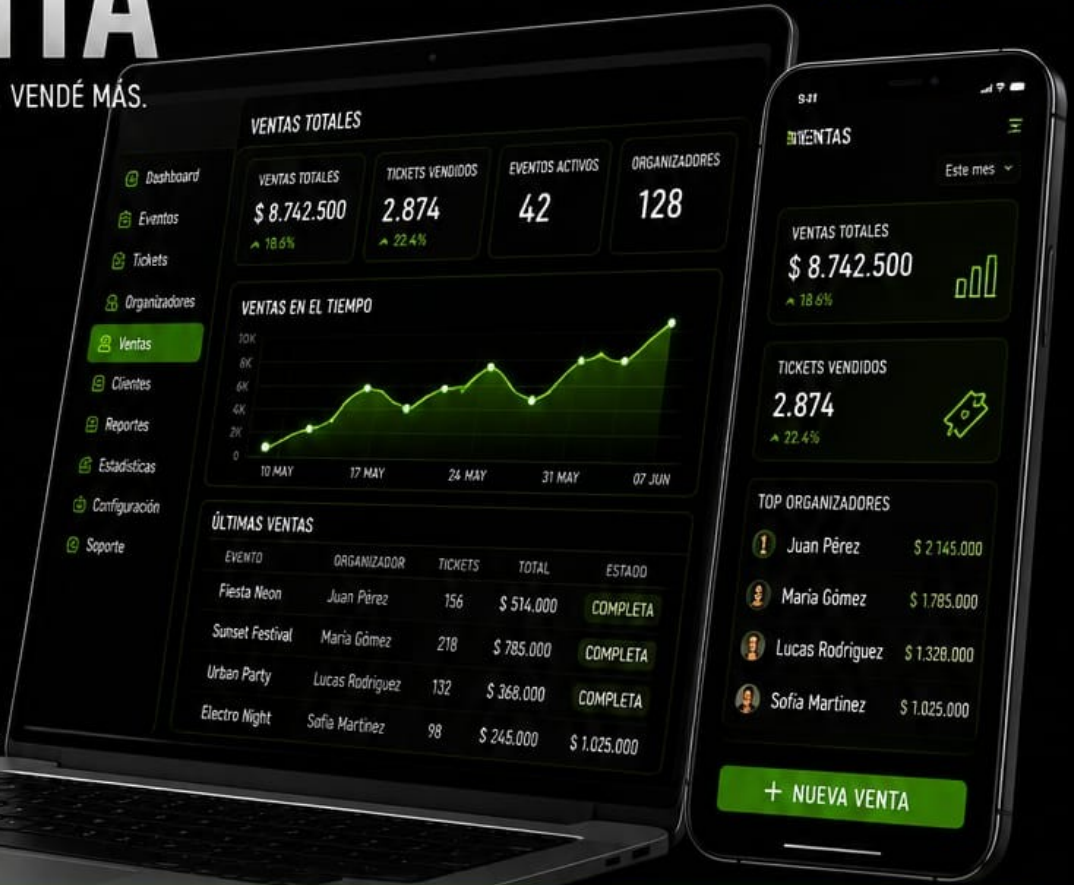 VENDÉ MÁS.
VENTAS TOTALES
Dashboard
Eventos
Tickets
Organizadores
Ventas
Clientes
Reportes
Estadisticas
Configuración
Soporte
VENTAS TOTALES
$ 8.742.500
18.6%
TICKETS VENDIDOS
2.874
22.4%
EVENTOS ACTIVOS
42
ORGANIZADORES
128
VENTAS EN EL TIEMPO
10K
8K
6K
4K
2K
0
10 MAY 17 MAY 24 MAY 31 MAY 07 JUN
ÚLTIMAS VENTAS
EVENTO ORGANIZADOR TICKETS TOTAL ESTADO
Fiesta Neon Juan Pérez 156 $ 514.000 COMPLETA
Sunset Festival Maria Gómez 218 $ 785.000 COMPLETA
Urban Party Lucas Rodriguez 132 $ 368.000 COMPLETA
Electro Night Sofia Martinez 98 $ 245.000 $ 1.025.000
Este mes
VENTAS TOTALES
$ 8.742.500
18.6%
TICKETS VENDIDOS
2.874
22.4%
TOP ORGANIZADORES
Juan Pérez $ 2 145.000
Maria Gómez $ 1.785.000
Lucas Rodriguez $ 1.328.000
Sofia Martinez $ 1.025.000
+ NUEVA VENTA